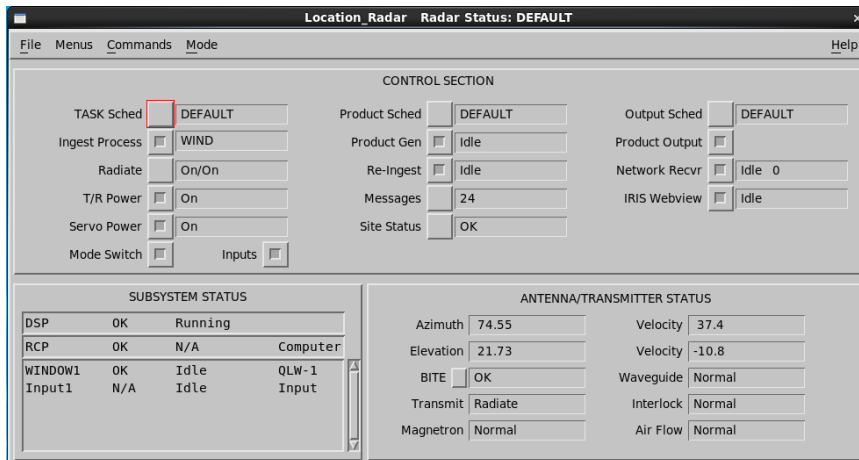 Location_Radar Radar Status: DEFAULT
File Menus Commands Mode Help
CONTROL SECTION
TASK Sched DEFAULT Product Sched DEFAULT Output Sched DEFAULT
Ingest Process WIND Product Gen Idle Product Output
Radiate On/On Re-Ingest Idle Network Recvr Idle 0
T/R Power On Messages 24 IRIS Webview Idle
Servo Power On Site Status OK
Mode Switch Inputs
SUBSYSTEM STATUS
DSP OK Running
RCP OK N/A Computer
WINDOW1 OK Idle QLW-1
Input1 N/A Idle Input
ANTENNA/TRANSMITTER STATUS
Azimuth 74.55 Velocity 37.4
Elevation 21.73 Velocity -10.8
BITE OK Waveguide Normal
Transmit Radiate Interlock Normal
Magnetron Normal Air Flow Normal